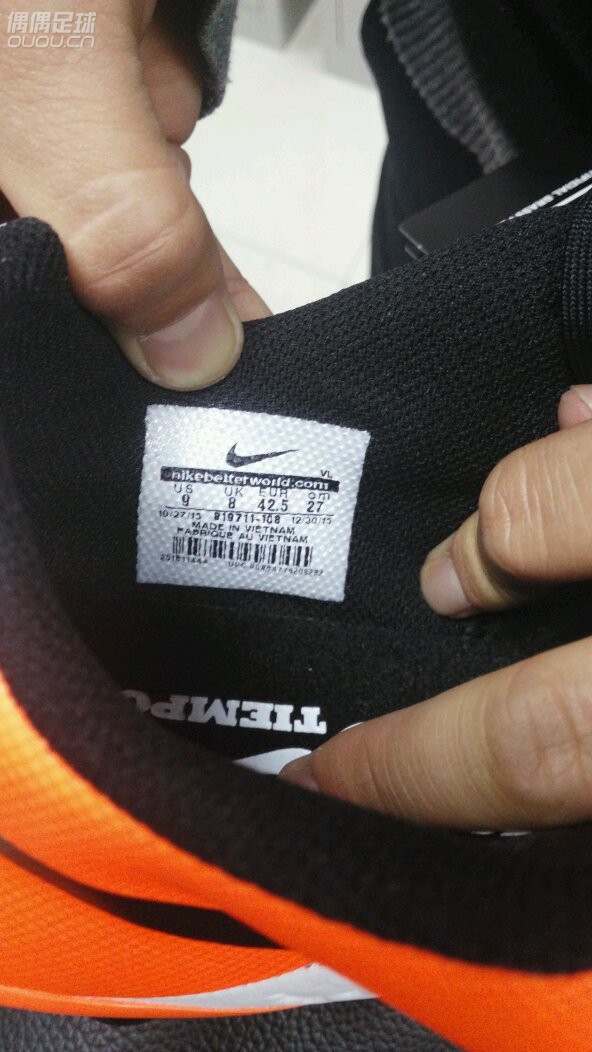 偶偶足球
OUOU.CN
VL
nikebetterworld.com
US UK EUR cm
9 8 42.5 27
10/27/15 819711-108 12/30/15
MADE IN VIETNAM
FABRIQUE AU VIETNAM
TIEMPO